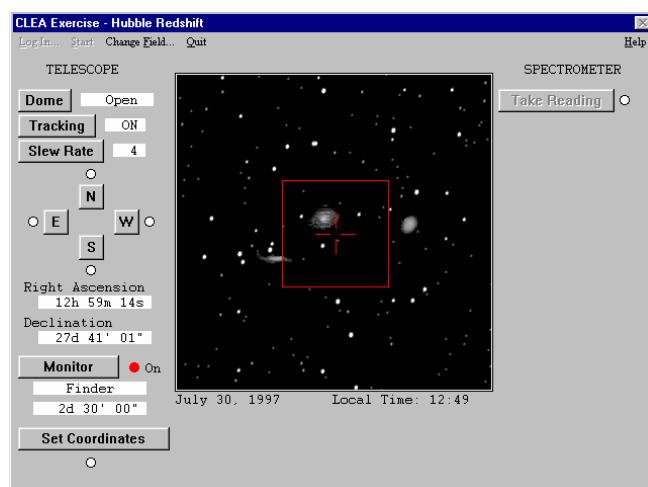 CLEA Exercise - Hubble Redshift
Log In... Start Change Field... Quit Help
TELESCOPE
Dome Open
Tracking ON
Slew Rate 4
N
E W
S
Right Ascension
12h 59m 14s
Declination
27d 41' 01"
Monitor On
Finder
2d 30' 00"
Set Coordinates
July 30, 1997 Local Time: 12:49
SPECTROMETER
Take Reading